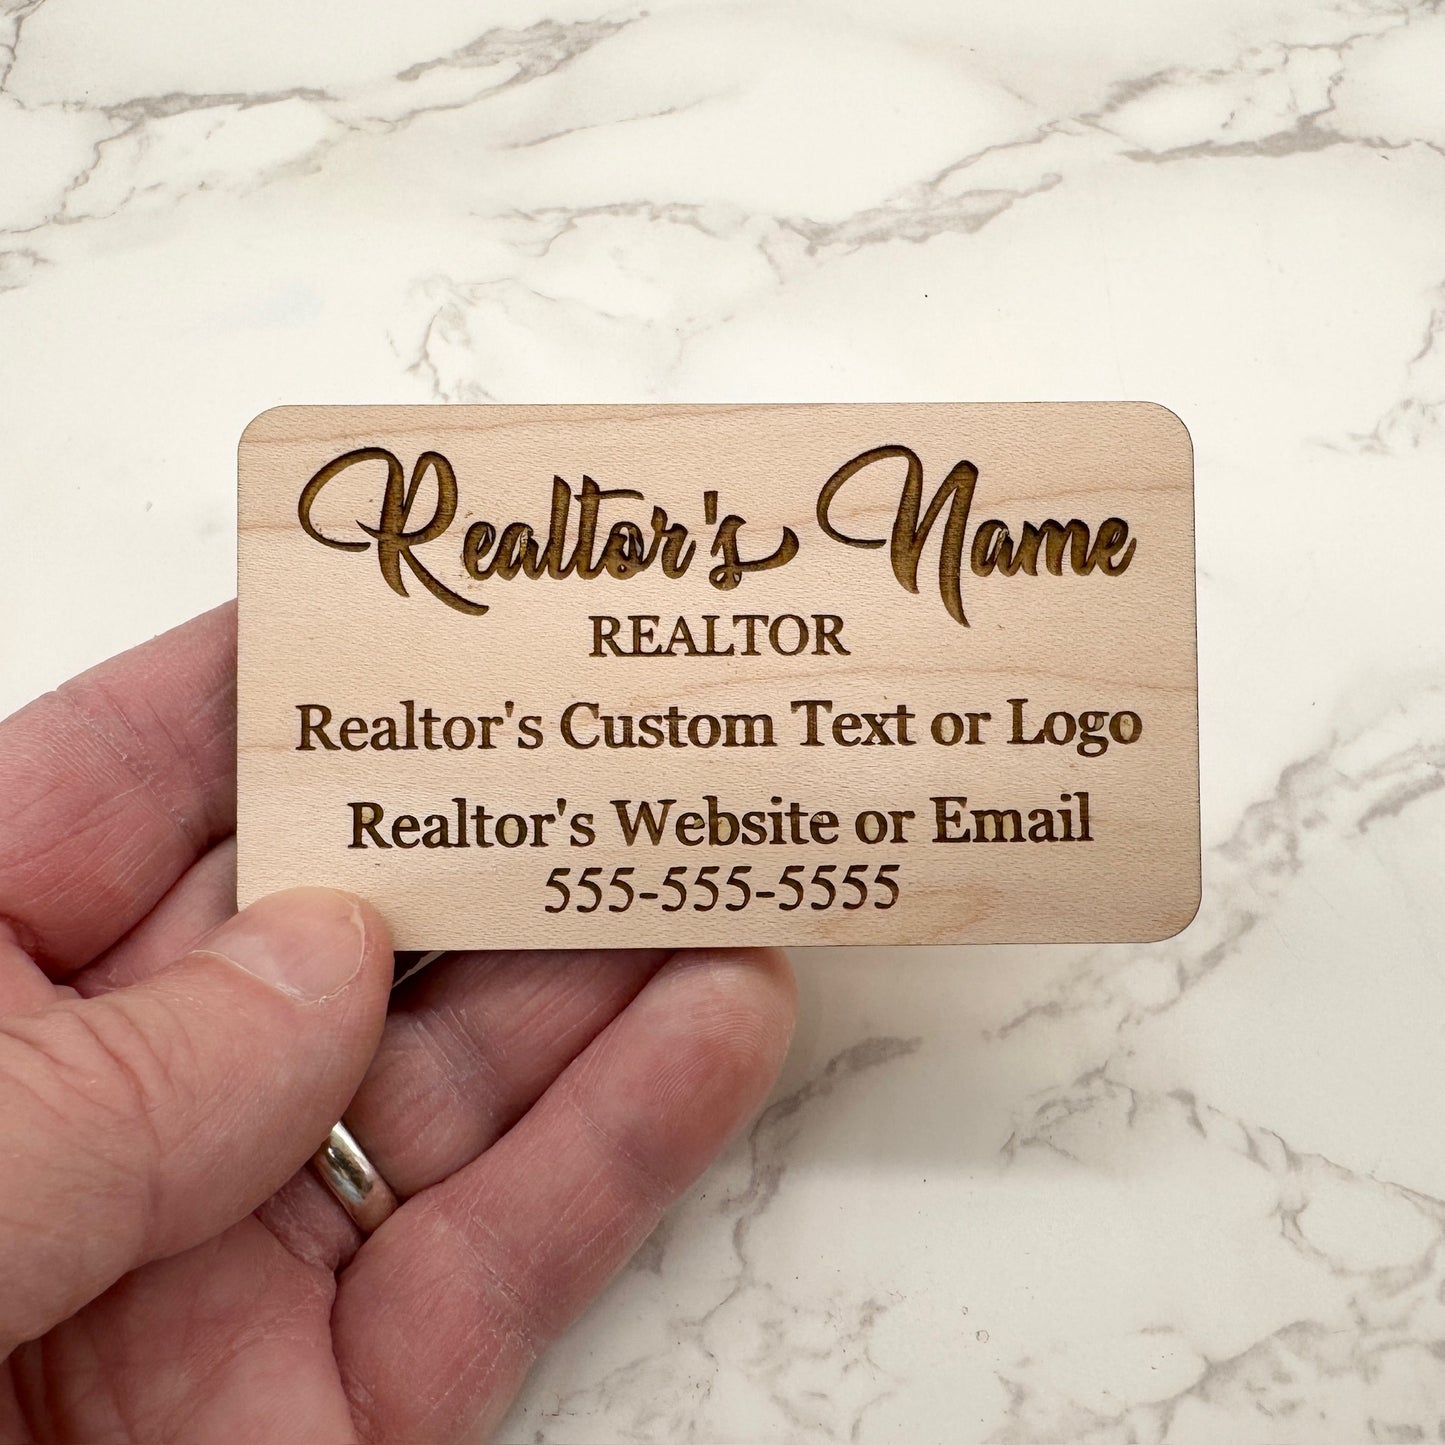 Realtor's Name
REALTOR
Realtor's Custom Text or Logo
Realtor's Website or Email
555-555-5555